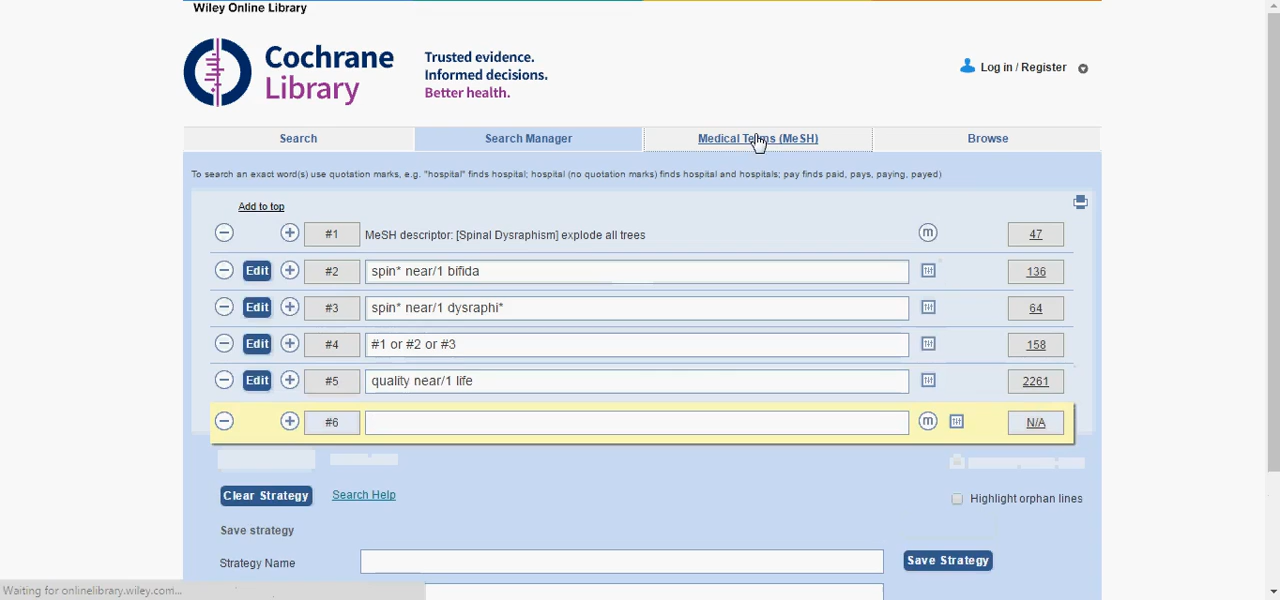 Wiley Online Library
Cochrane
Library
Trusted evidence.
Informed decisions.
Better health.
Log in / Register
Search
Search Manager
Medical Terms (MeSH)
Browse
To search an exact word(s) use quotation marks, e.g. "hospital" finds hospital; hospital (no quotation marks) finds hospital and hospitals; pay finds paid, pays, paying, payed)
Add to top
#1 MeSH descriptor: [Spinal Dysraphism] explode all trees m 47
Edit #2 spin* near/1 bifida 136
Edit #3 spin* near/1 dysraphi* 64
Edit #4 #1 or #2 or #3 158
Edit #5 quality near/1 life 2261
#6 m N/A
Clear Strategy Search Help Highlight orphan lines
Save strategy
Strategy Name Save Strategy
Waiting for onlinelibrary.wiley.com...